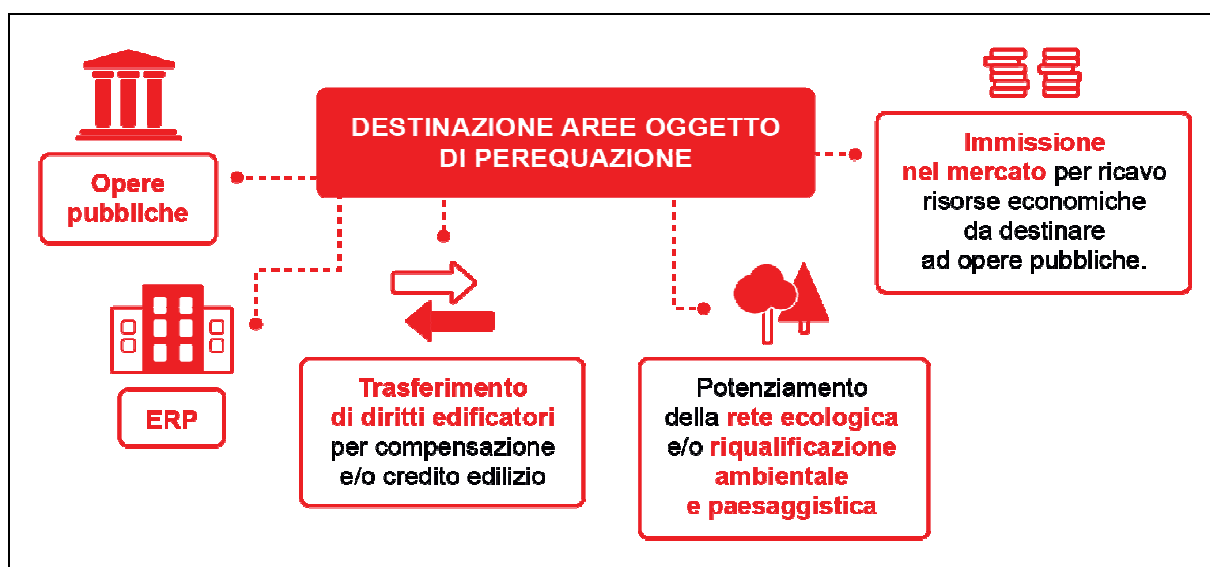 DESTINAZIONE AREE OGGETTO
DI PEREQUAZIONE
Opere
pubbliche
ERP
Trasferimento
di diritti edificatori
per compensazione
e/o credito edilizio
Potenziamento
della rete ecologica
e/o riqualificazione
ambientale
e paesaggistica
Immissione
nel mercato per ricavo
risorse economiche
da destinare
ad opere pubbliche.